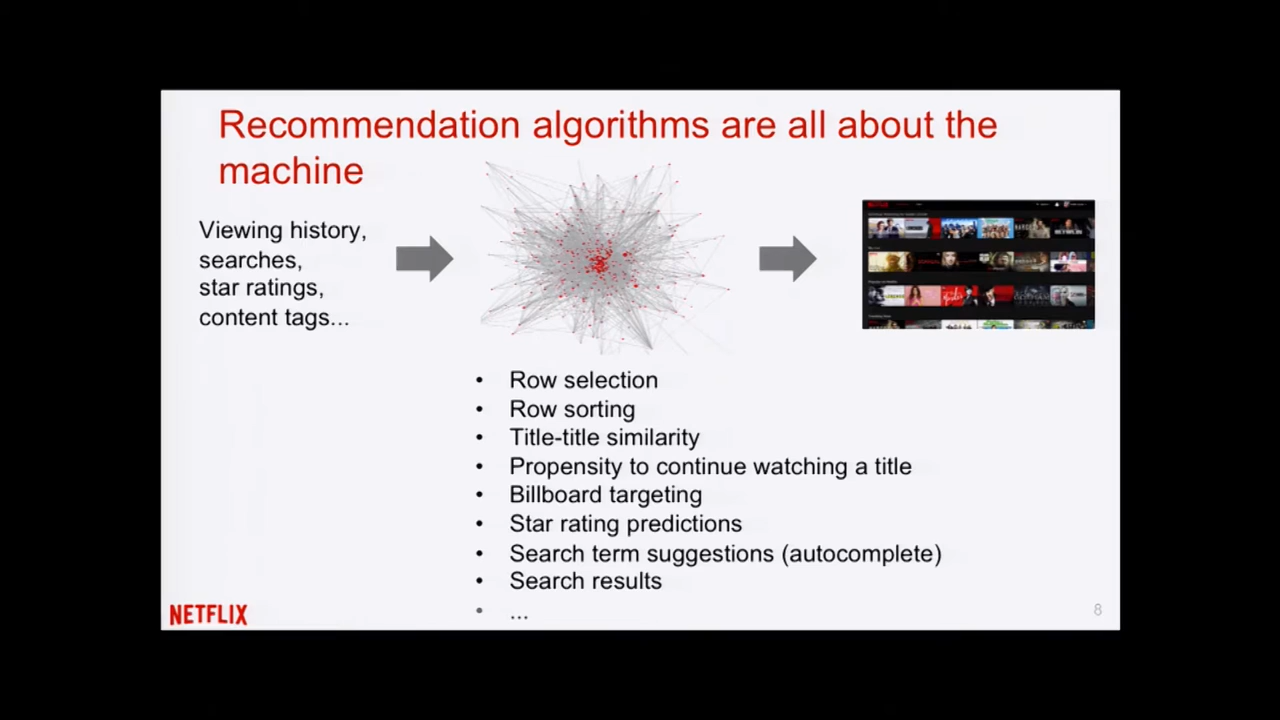 Recommendation algorithms are all about the
machine
Viewing history,
searches,
star ratings,
content tags...
• Row selection
• Row sorting
• Title-title similarity
• Propensity to continue watching a title
• Billboard targeting
• Star rating predictions
• Search term suggestions (autocomplete)
• Search results
• ...
NETFLIX
8